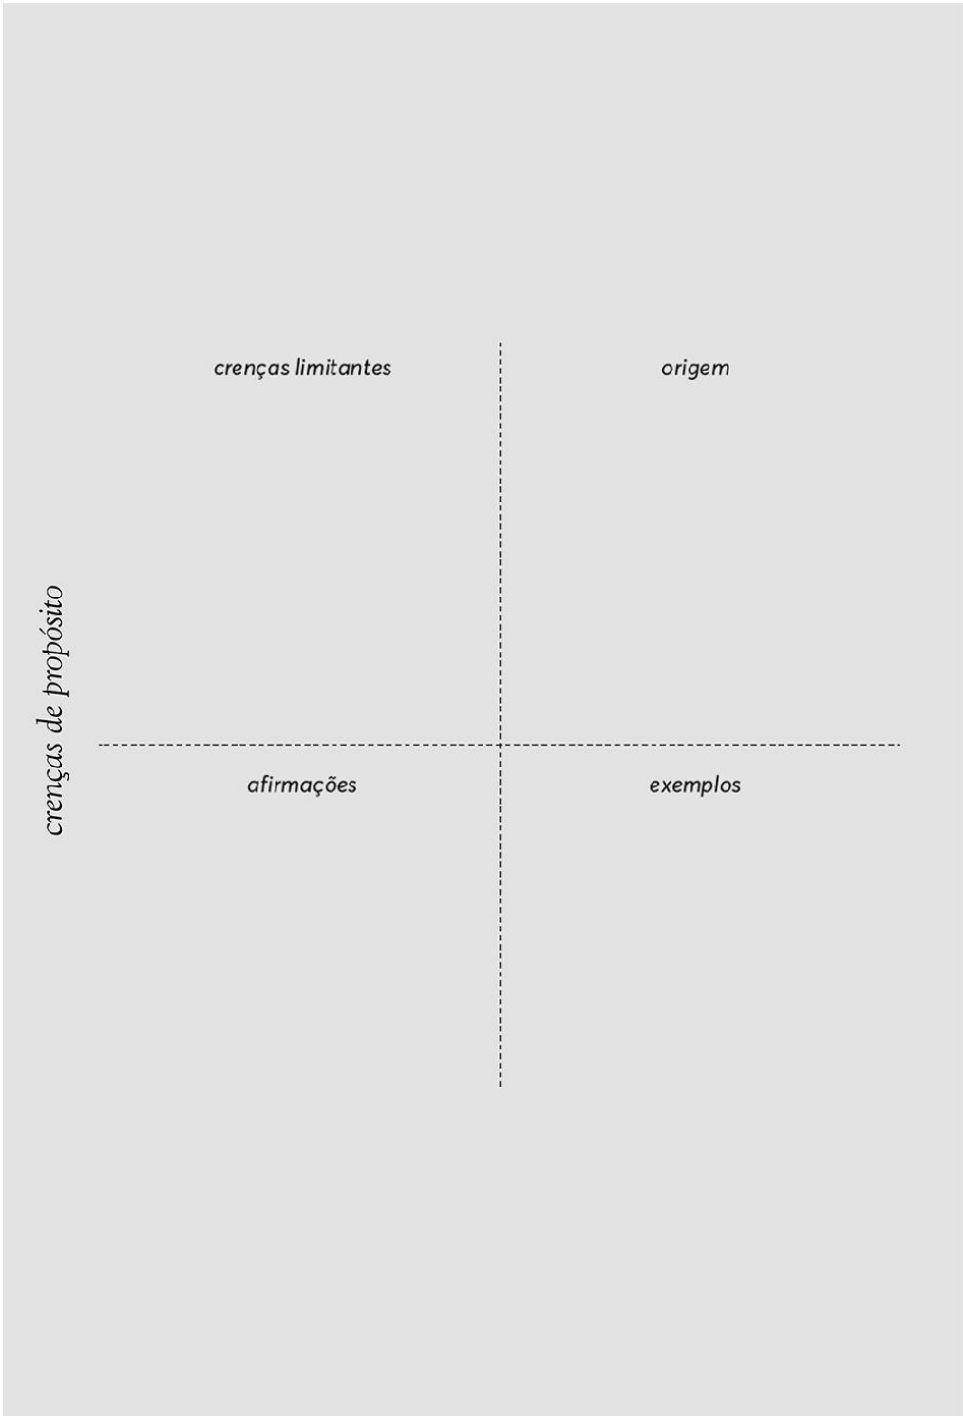 crenças limitantes
origem
crenças de propósito
afirmações
exemplos